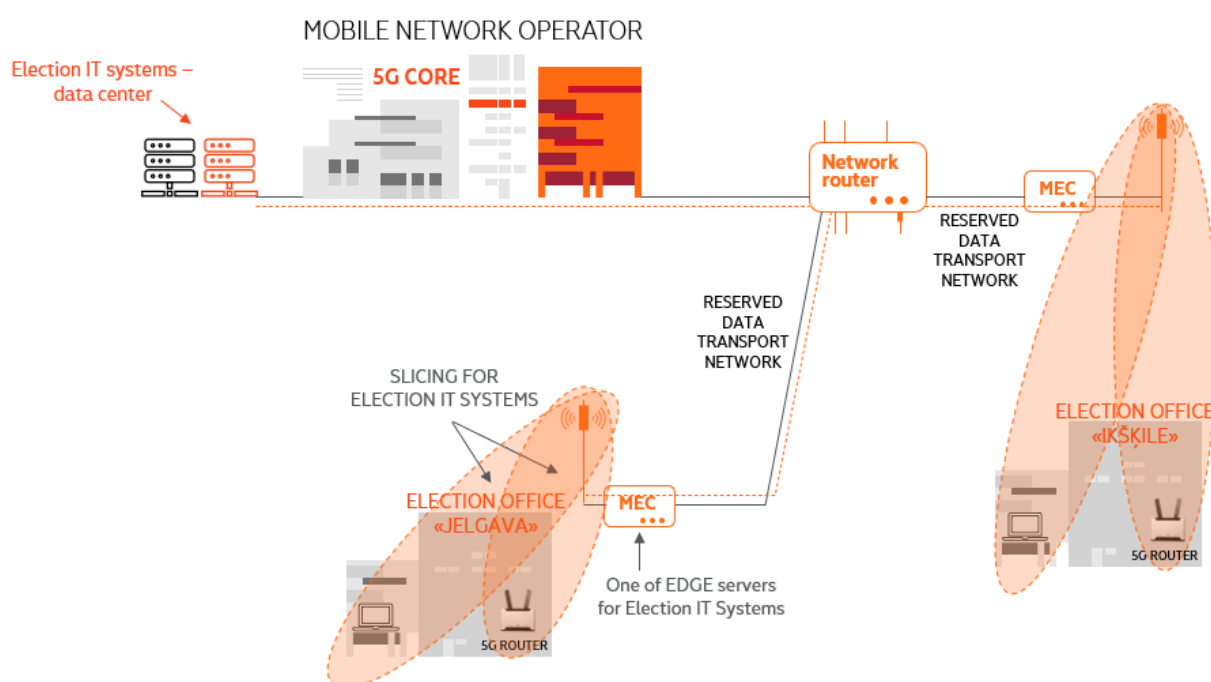 MOBILE NETWORK OPERATOR
Election IT systems –
data center
5G CORE
Network
router
MEC
RESERVED
DATA
TRANSPORT
NETWORK
RESERVED
DATA
TRANSPORT
NETWORK
SLICING FOR
ELECTION IT SYSTEMS
ELECTION OFFICE
«IKŠĶILE»
5G ROUTER
ELECTION OFFICE
«JELGAVA»
MEC
5G ROUTER
One of EDGE servers
for Election IT Systems